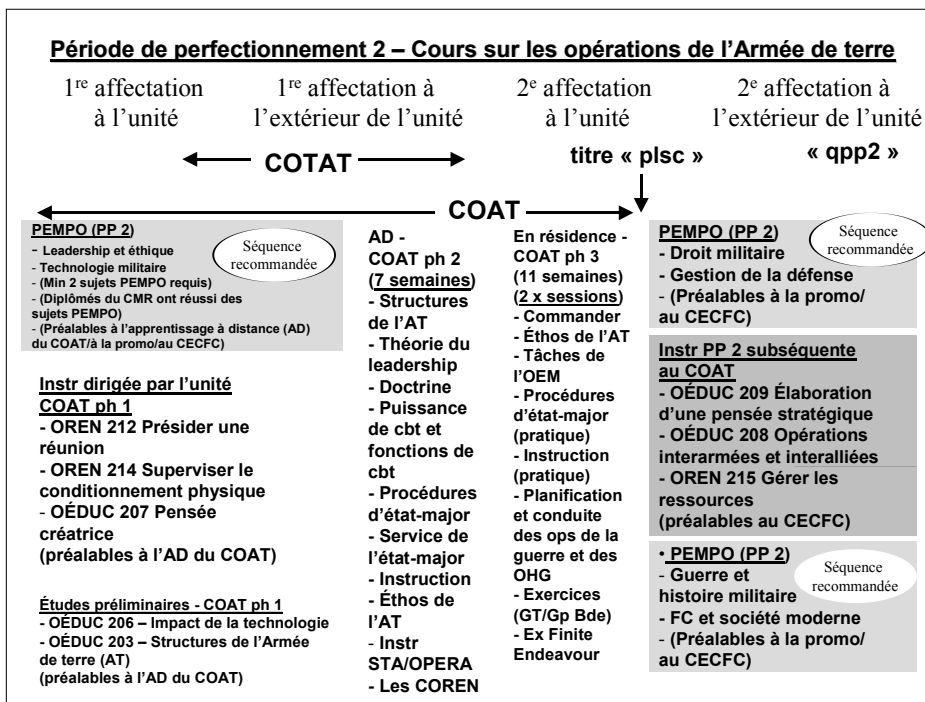 Période de perfectionnement 2 – Cours sur les opérations de l’Armée de terre
1re affectation
à l’unité
1re affectation à
l’extérieur de l’unité
2e affectation
à l’unité
2e affectation à
l’extérieur de l’unité
COTAT
titre « plsc »
« qpp2 »
COAT
PEMPO (PP 2)
- Leadership et éthique
- Technologie militaire
- (Min 2 sujets PEMPO requis)
- (Diplômés du CMR ont réussi des
sujets PEMPO)
- (Préalables à l’apprentissage à distance (AD)
du COAT/à la promo/au CECFC)
Séquence
recommandée
Instr dirigée par l’unité
COAT ph 1
- OREN 212 Présider une
réunion
- OREN 214 Superviser le
conditionnement physique
- OÉDUC 207 Pensée
créatrice
(préalables à l’AD du COAT)
Études préliminaires - COAT ph 1
- OÉDUC 206 – Impact de la technologie
- OÉDUC 203 – Structures de l’Armée
de terre (AT)
(préalables à l’AD du COAT)
AD -
COAT ph 2
(7 semaines)
- Structures
de l’AT
- Théorie du
leadership
- Doctrine
- Puissance
de cbt et
fonctions de
cbt
- Procédures
d’état-major
- Service de
l’état-major
- Instruction
- Éthos de
l’AT
- Instr
STA/OPERA
- Les COREN
En résidence -
COAT ph 3
(11 semaines)
(2 x sessions)
- Commander
- Éthos de l’AT
- Tâches de
l’OEM
- Procédures
d’état-major
(pratique)
- Instruction
(pratique)
- Planification
et conduite
des ops de la
guerre et des
OHG
- Exercices
(GT/Gp Bde)
- Ex Finite
Endeavour
PEMPO (PP 2)
- Droit militaire
- Gestion de la défense
- (Préalables à la promo/
au CECFC)
Séquence
recommandée
Instr PP 2 subséquente
au COAT
- OÉDUC 209 Élaboration
d’une pensée stratégique
- OÉDUC 208 Opérations
interarmées et interalliées
- OREN 215 Gérer les
ressources
(préalables au CECFC)
• PEMPO (PP 2)
- Guerre et
histoire militaire
- FC et société moderne
- (Préalables à la promo/
au CECFC)
Séquence
recommandée